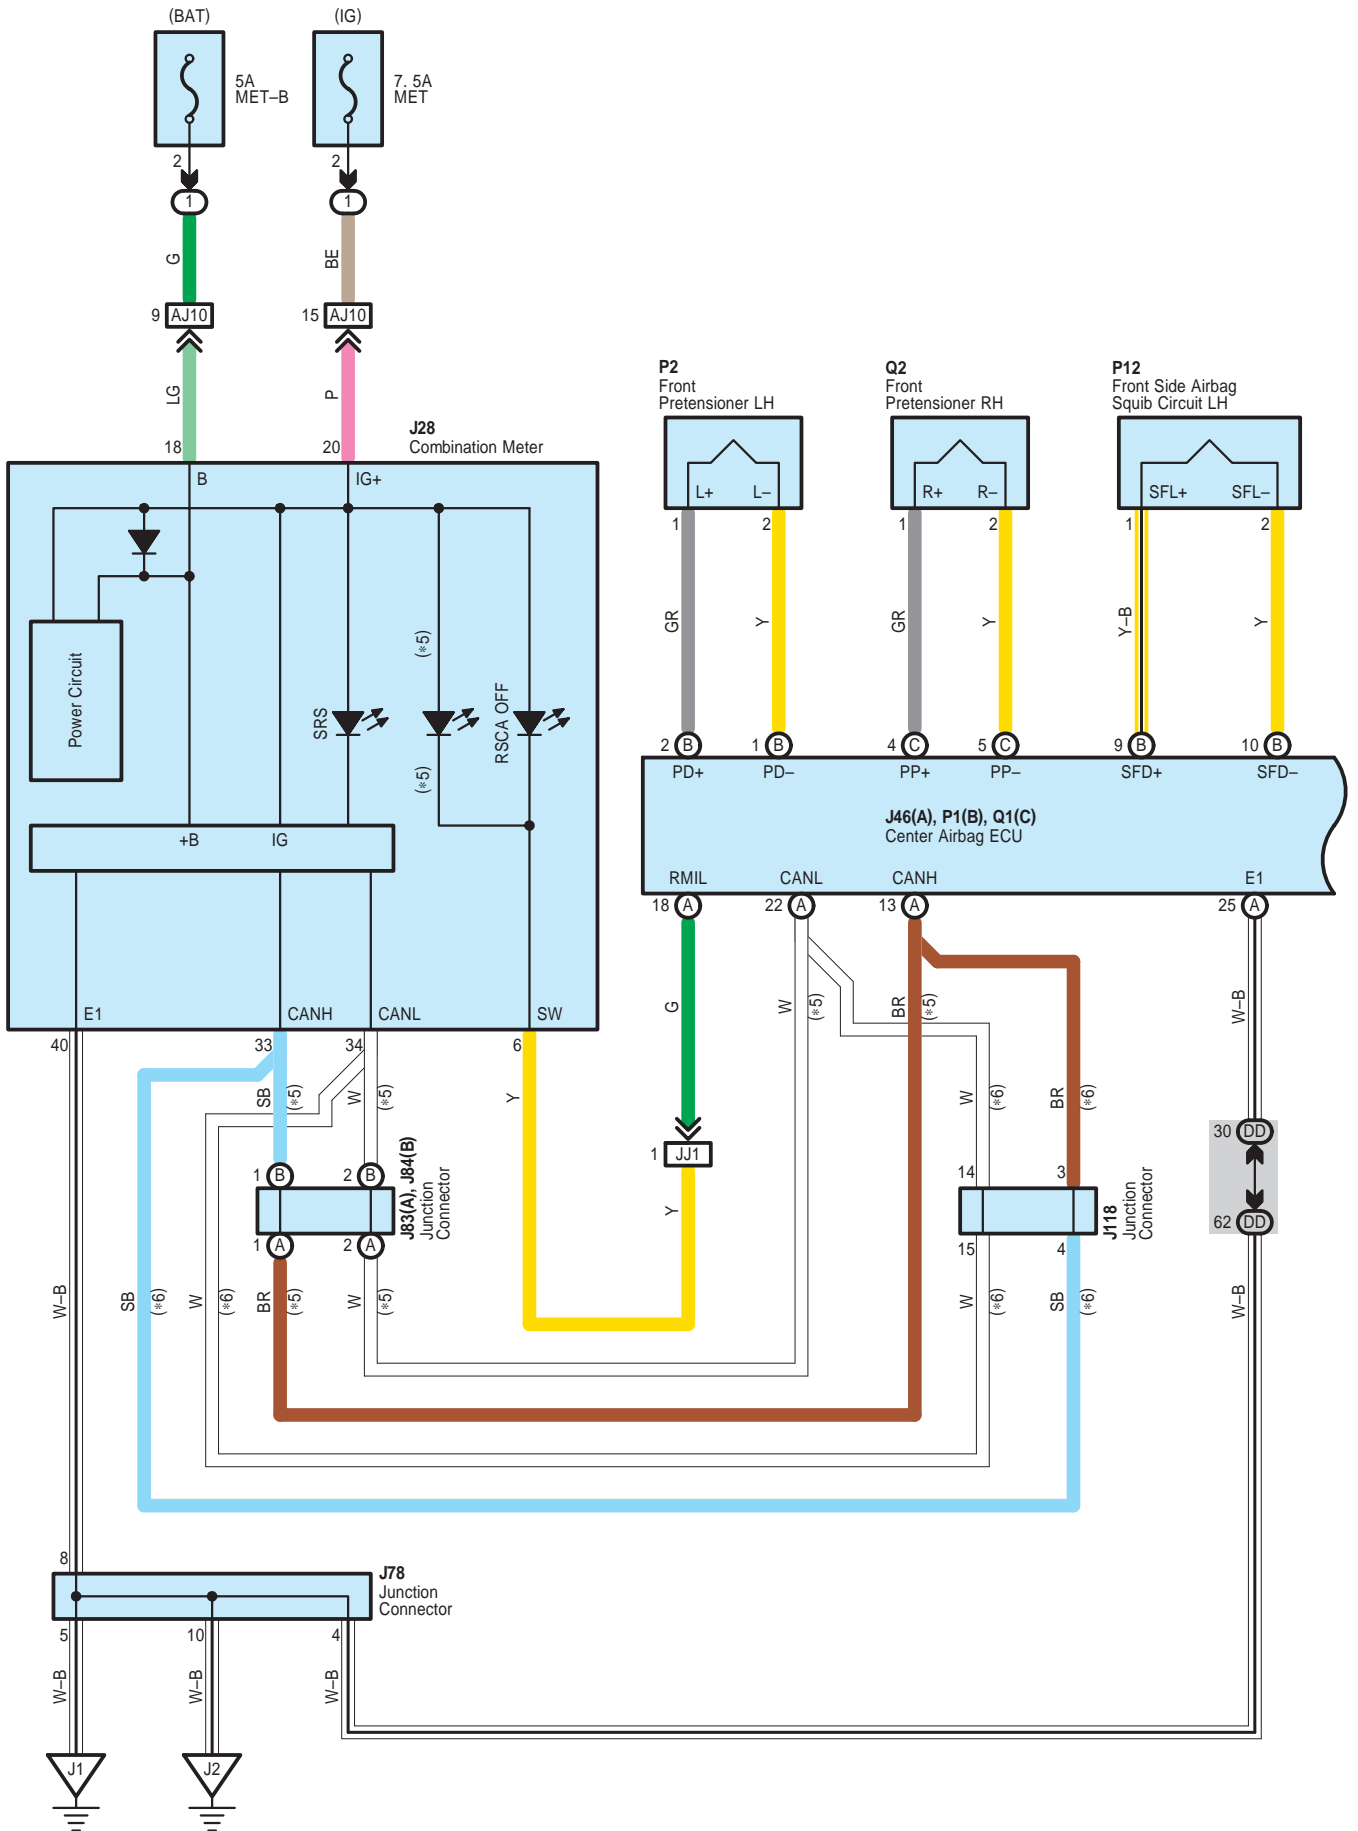 (BAT)
(IG)
5A
MET–B
7. 5A
MET
2
2
1
1
G
BE
9 AJ10
15 AJ10
LG
P
18
20
J28
Combination Meter
B
IG+
Power Circuit
SRS
(*5)
(*5)
RSCA OFF
+B
IG
E1
CANH
CANL
SW
40
33
34
6
P2
Front
Pretensioner LH
Q2
Front
Pretensioner RH
P12
Front Side Airbag
Squib Circuit LH
L+
L–
R+
R–
SFL+
SFL–
1
2
1
2
1
2
GR
Y
GR
Y
Y–B
Y
2 B
1 B
4 C
5 C
9 B
10 B
PD+
PD–
PP+
PP–
SFD+
SFD–
J46(A), P1(B), Q1(C)
Center Airbag ECU
RMIL
CANL
CANH
E1
18 A
22 A
13 A
25 A
G
W
(*5)
BR
(*5)
W–B
SB
(*5)
W
(*5)
Y
W
(*6)
BR
(*6)
1 JJ1
30 DD
62 DD
1 B
2 B
J83(A), J84(B)
Junction
Connector
1 A
2 A
14
3
J118
Junction
Connector
15
4
Y
W–B
SB
(*6)
W
(*6)
BR
(*5)
W
(*5)
W
(*6)
SB
(*6)
W–B
8
J78
Junction
Connector
5
10
4
W–B
W–B
W–B
J1
J2